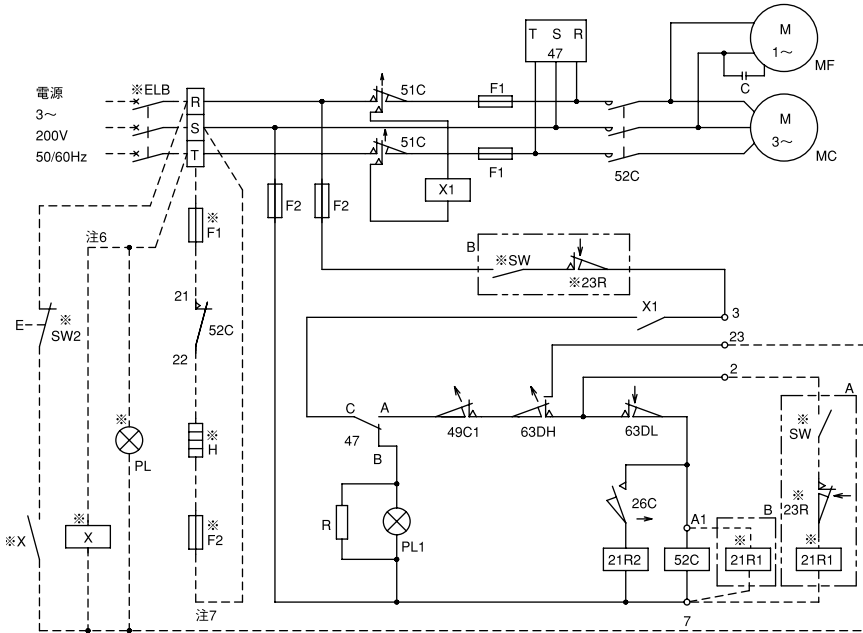 T S R
47
M
1～
MF
C
電源
3～
200V
50/60Hz
※ELB
R
S
T
51C
51C
F1
F1
X1
52C
M
3～
MC
F2
F2
※
F1
注6
B
※SW
※23R
X1
3
23
2
21
52C
22
E
※
SW2
※
PL
※
H
C
A
47
B
49C1
63DH
63DL
A
※
SW
※
23R
※
21R1
※X
※
X
※
F2
R
PL1
26C
A1
B
21R2
52C
※
21R1
注7
7